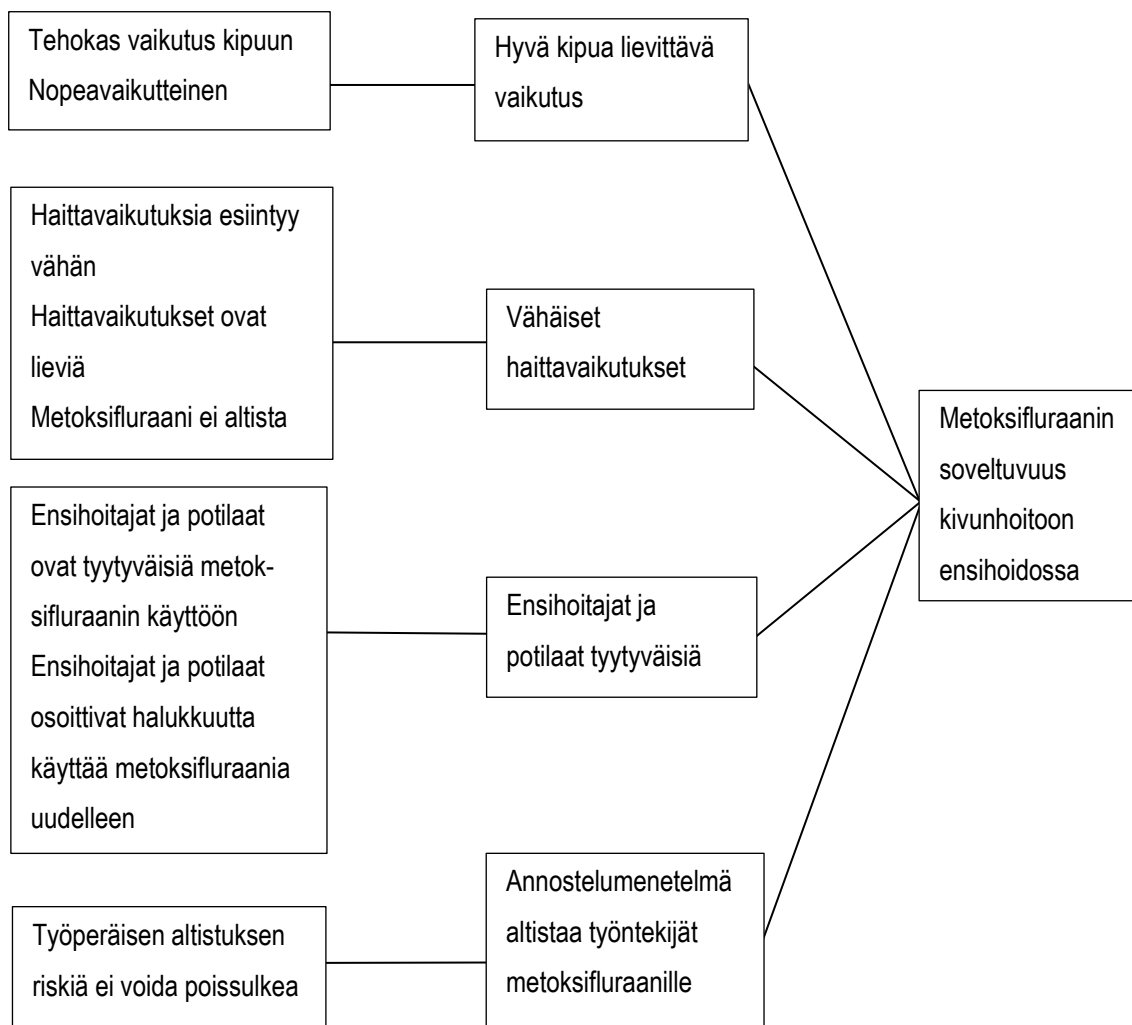 Tehokas vaikutus kipuun
Nopeavaikutteinen
Hyvä kipua lievittävä
vaikutus
Haittavaikutuksia esiintyy
vähän
Haittavaikutukset ovat
lieviä
Metoksifluraani ei altista
Vähäiset
haittavaikutukset
Ensihoitajat ja potilaat
ovat tyytyväisiä metok-
sifluraanin käyttöön
Ensihoitajat ja potilaat
osoittivat halukkuutta
käyttää metoksifluraania
uudelleen
Ensihoitajat ja
potilaat tyytyväisiä
Työperäisen altistuksen
riskiä ei voida poissulkea
Annostelumenetelmä
altistaa työntekijät
metoksifluraanille
Metoksifluraanin
soveltuvuus
kivunhoitoon
ensihoidossa